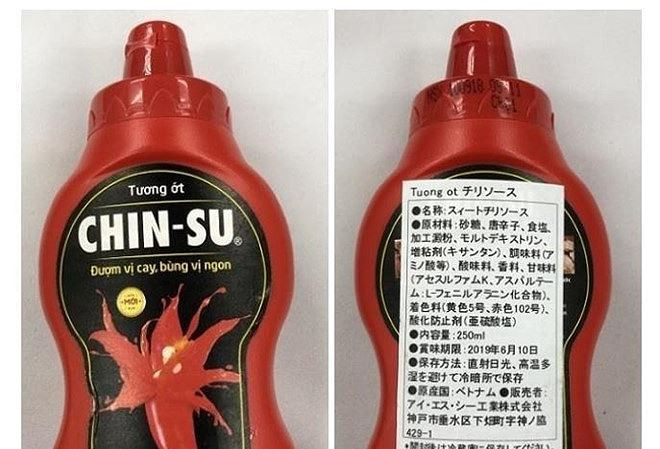 Tương ớt
CHIN-SU®
Đượm vị cay, bùng vị ngon
MỚI
Tuong ot チリソース
●名称:スィートチリソース
●原材料:砂糖、唐辛子、食塩、
加工澱粉、モルトデキストリン、
増粘剤(キサンタン)、調味料(ア
ミノ酸等)、酸味料、香料、甘味料
(アセスルファムK、アスパルテー
ム:L-フェニルアラニン化合物)、
着色料(黄色5号、赤色102号)、
酸化防止剤(亜硫酸塩)
●内容量:250ml
●賞味期限:2019年6月10日
●保存方法:直射日光、高温多
湿を避けて冷暗所で保存
●原産国:ベトナム ●販売者:
アイ・エス・シー工業株式会社
神戸市垂水区下畑町字神ノ脇
429-1